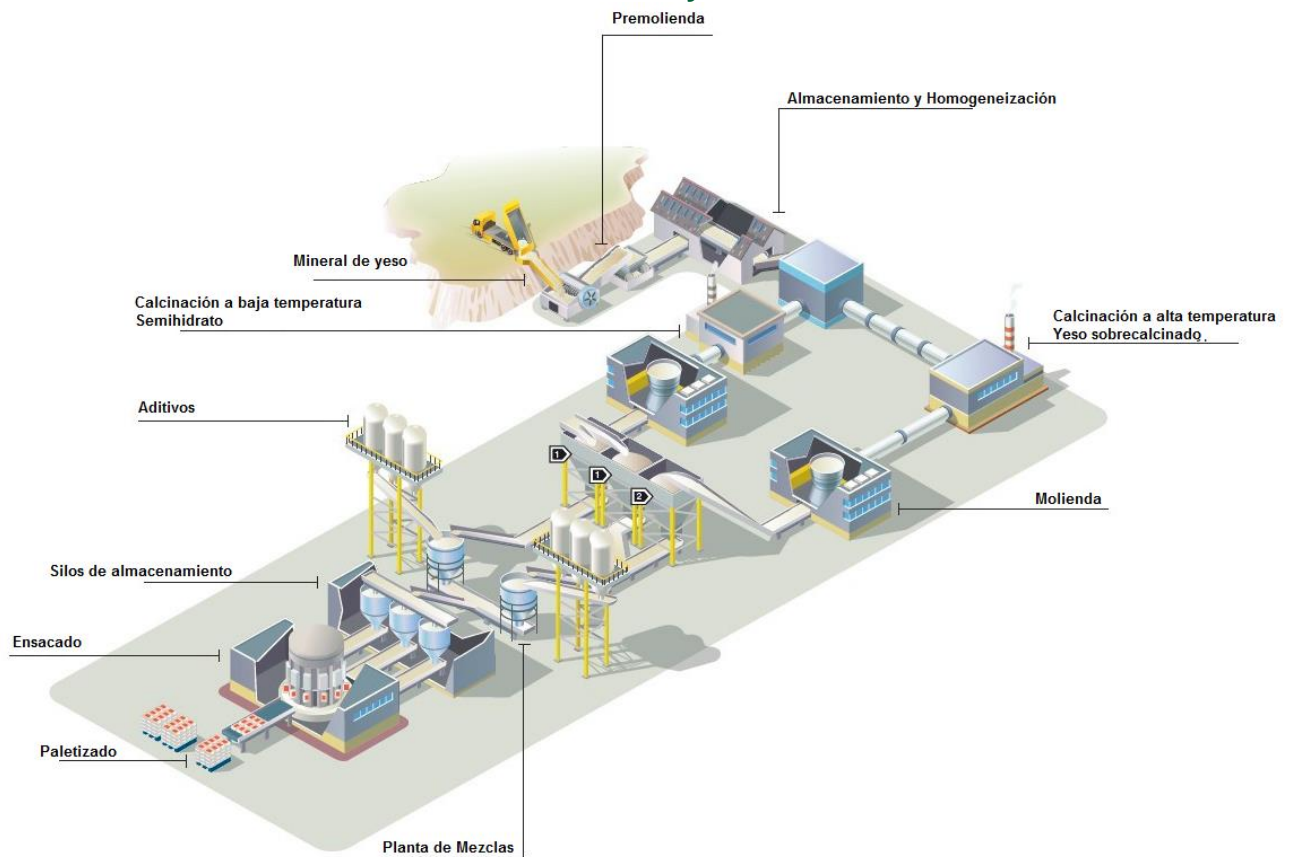 Premolienda
Almacenamiento y Homogeneización
Mineral de yeso
Calcinación a baja temperatura
Semihidrato
Calcinación a alta temperatura
Yeso sobrecalcinado.
Aditivos
1
1
2
Molienda
Silos de almacenamiento
Ensacado
Paletizado
Planta de Mezclas